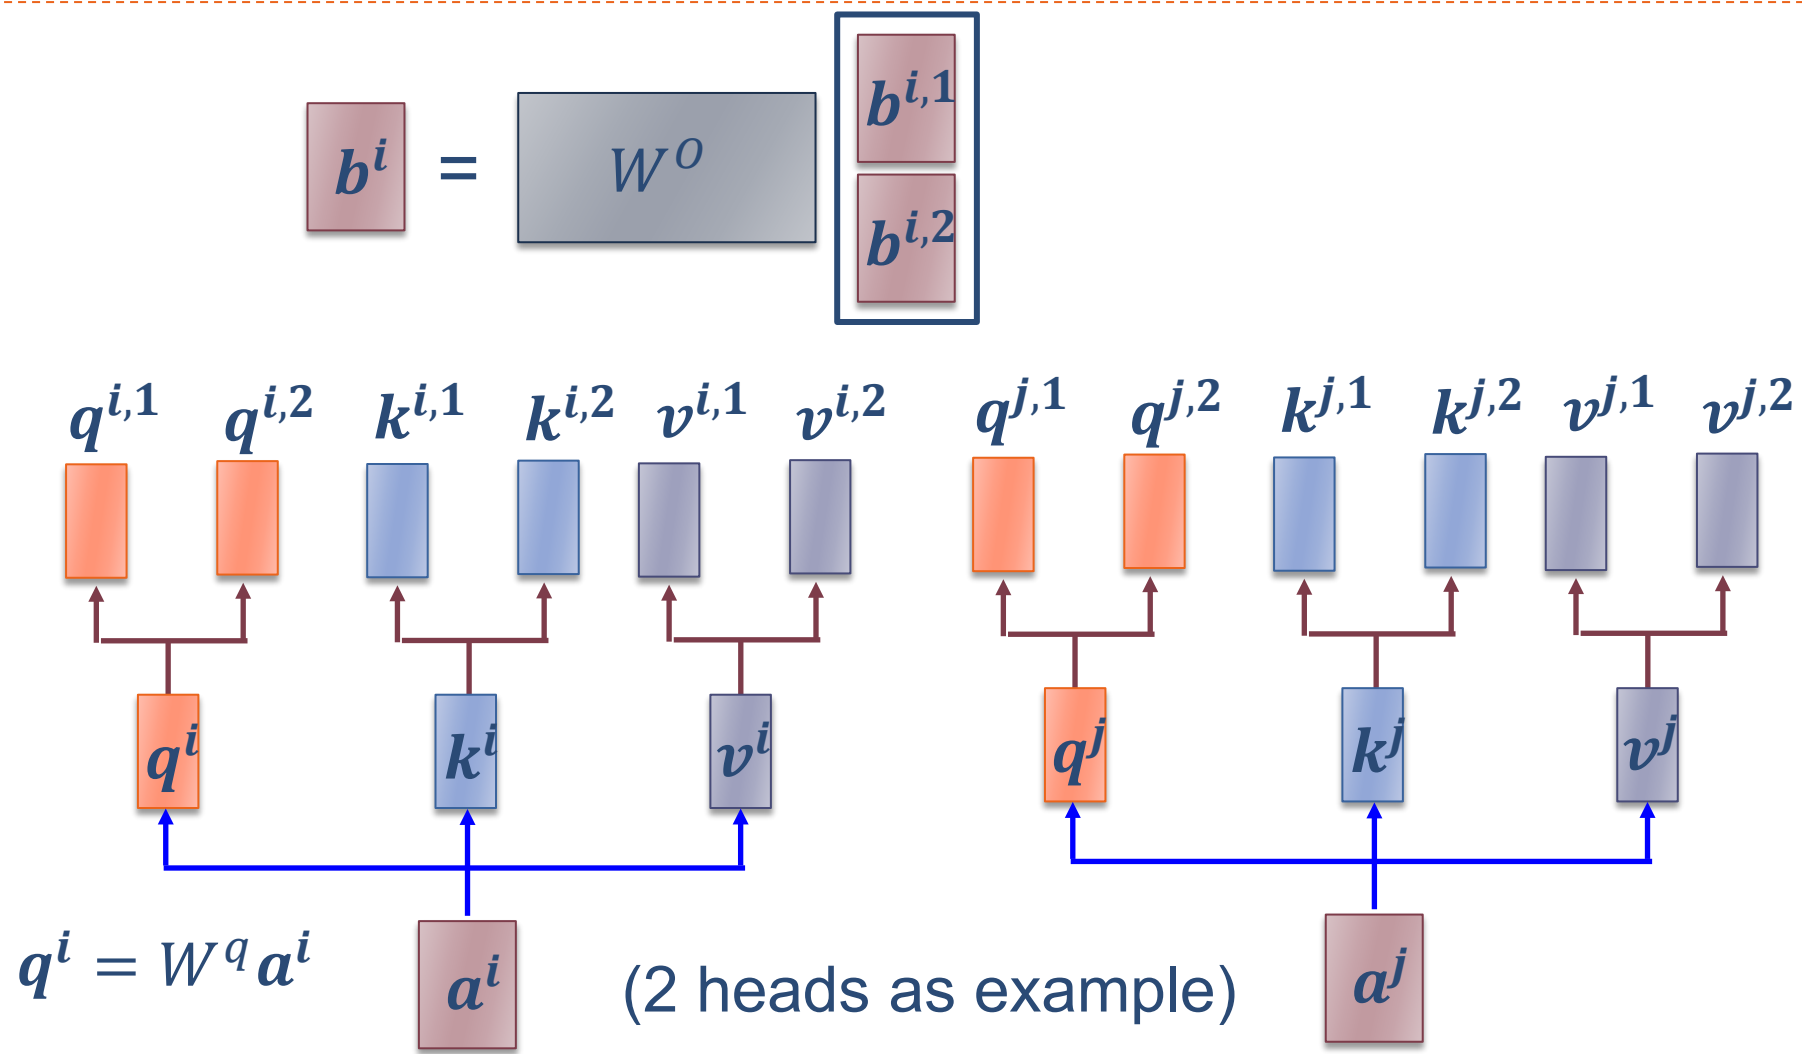 b^{i,1}
b^i = W^O
b^{i,2}
q^{i,1} q^{i,2} k^{i,1} k^{i,2} v^{i,1} v^{i,2} q^{j,1} q^{j,2} k^{j,1} k^{j,2} v^{j,1} v^{j,2}
q^i k^i v^i q^j k^j v^j
q^i = W^q a^i a^i (2 heads as example) a^j